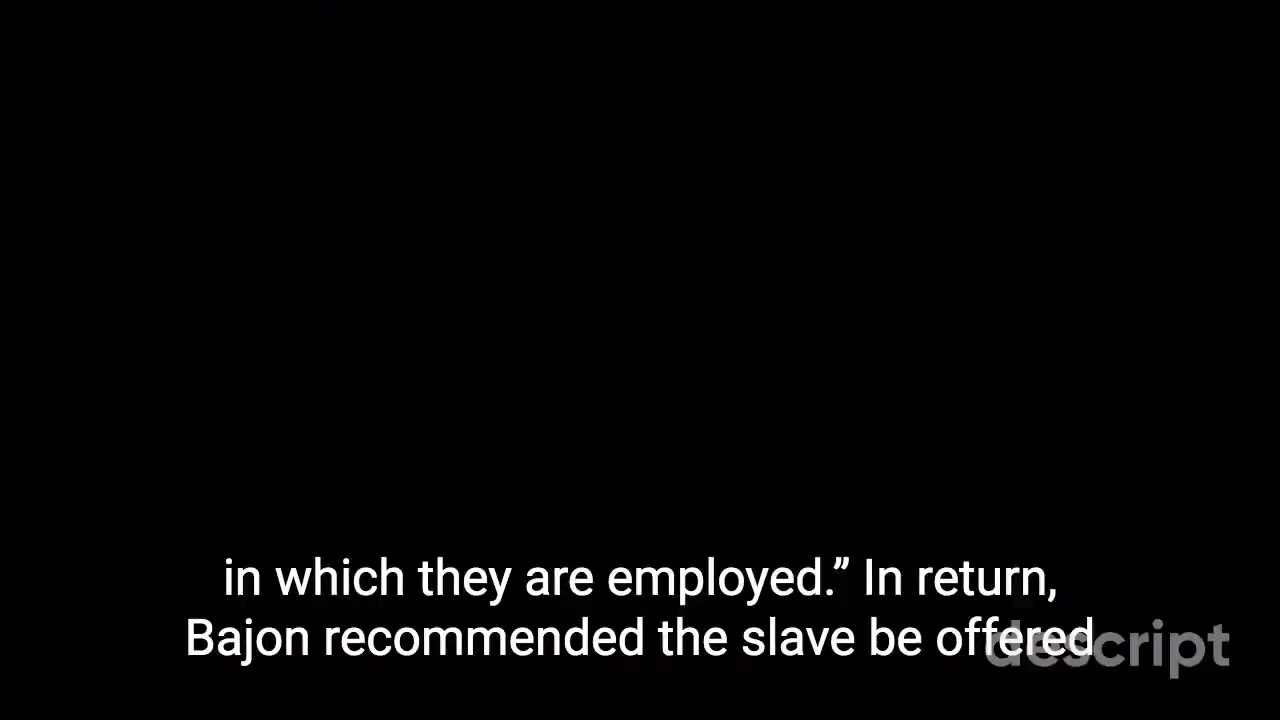 in which they are employed.” In return,
Bajon recommended the slave be offered
descript